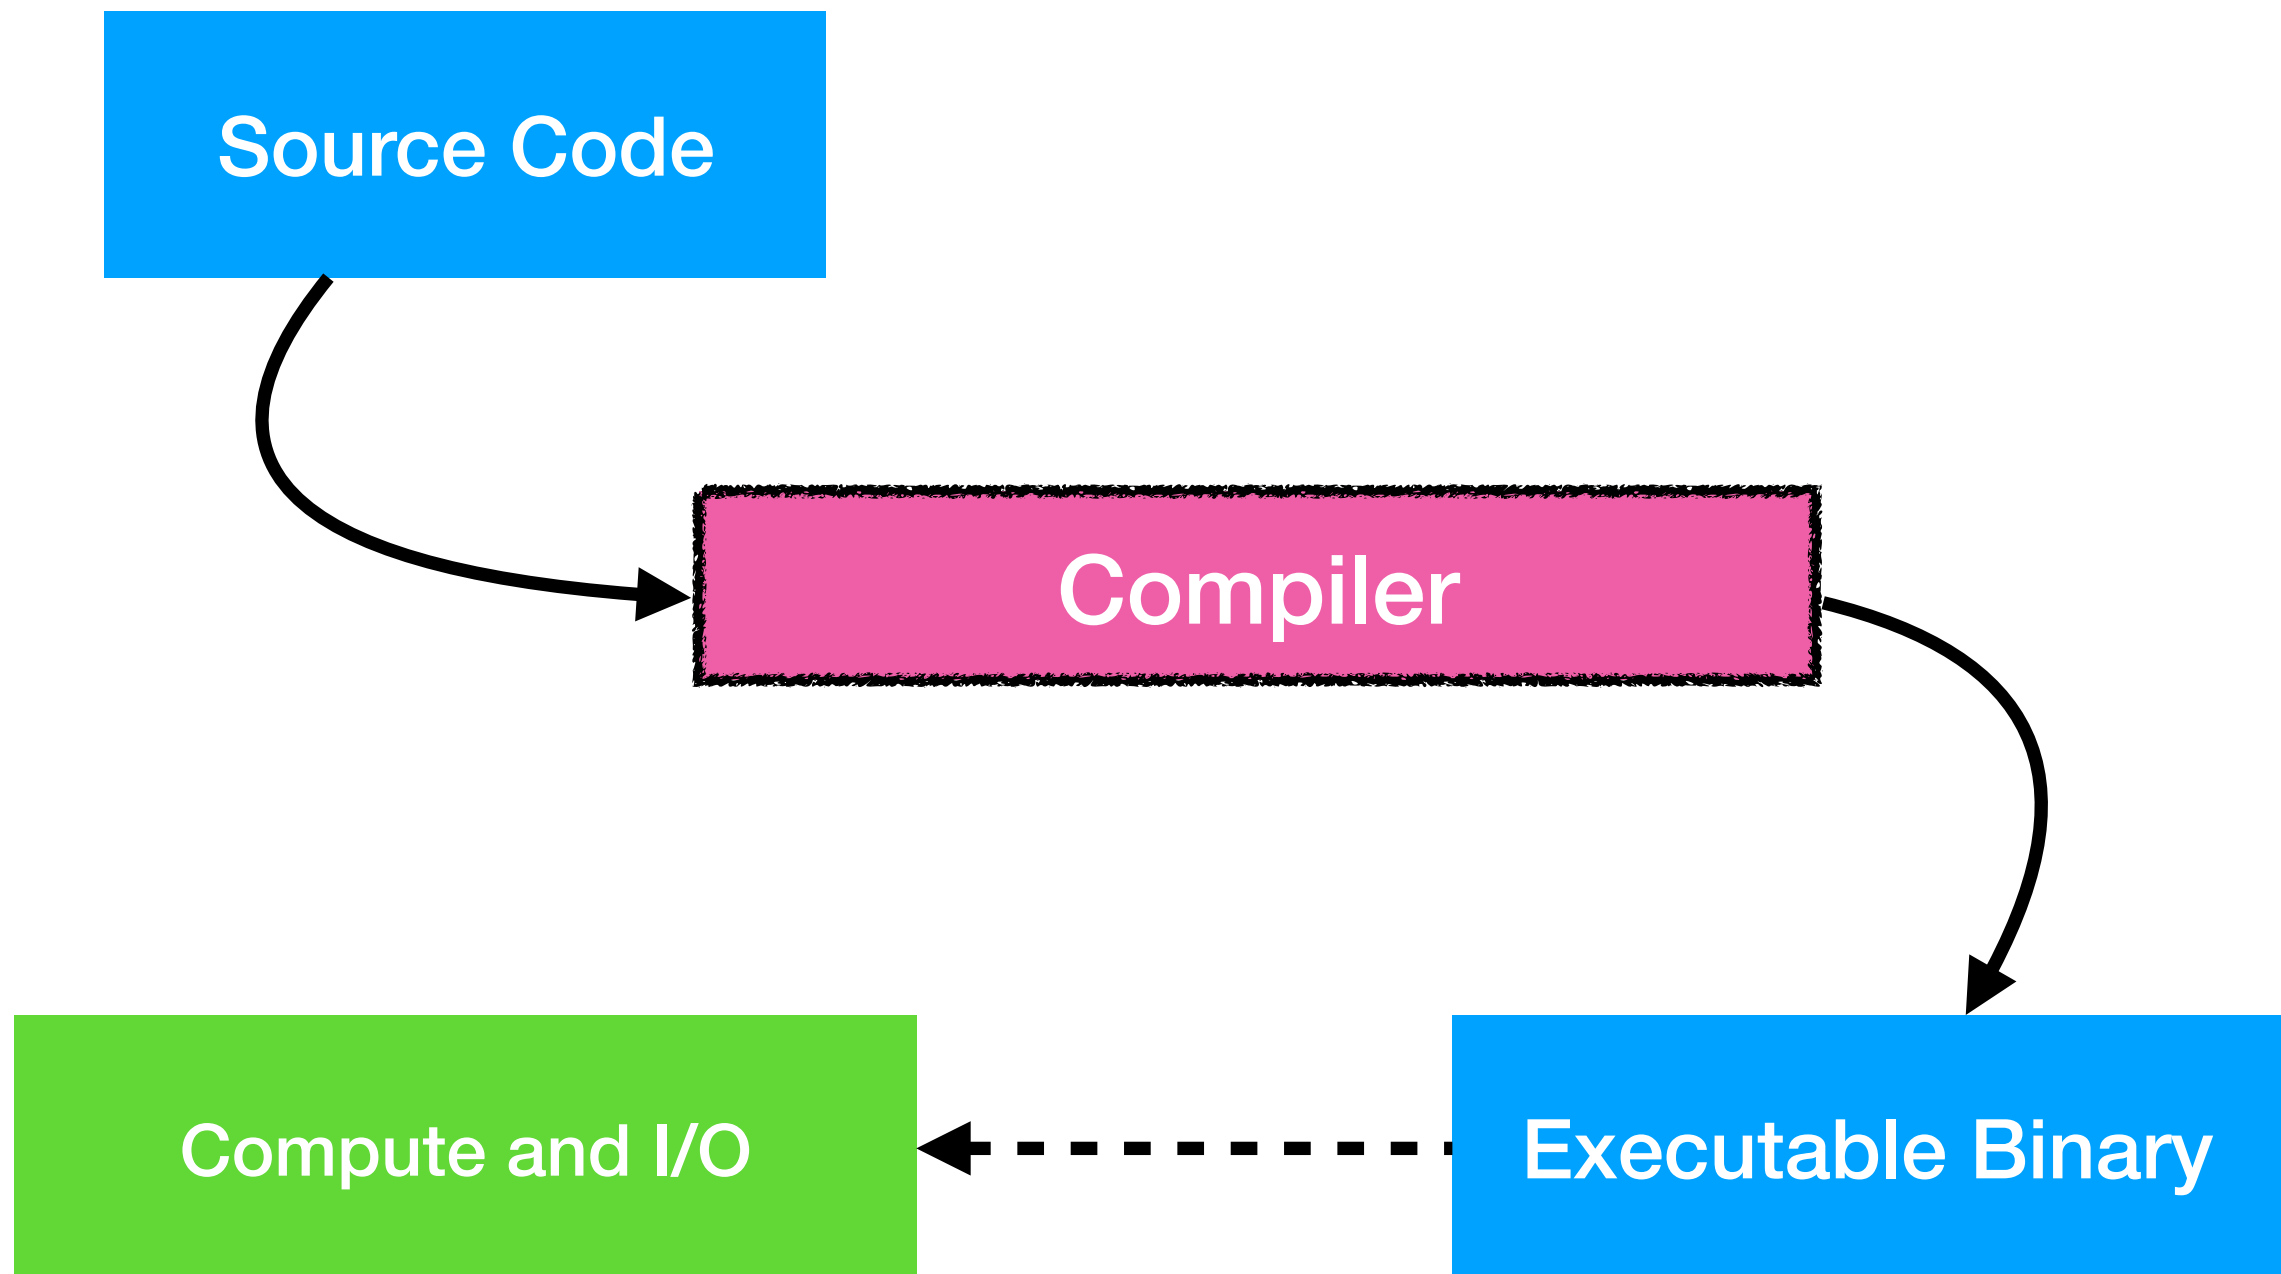 Source Code
Compiler
Compute and I/O
Executable Binary